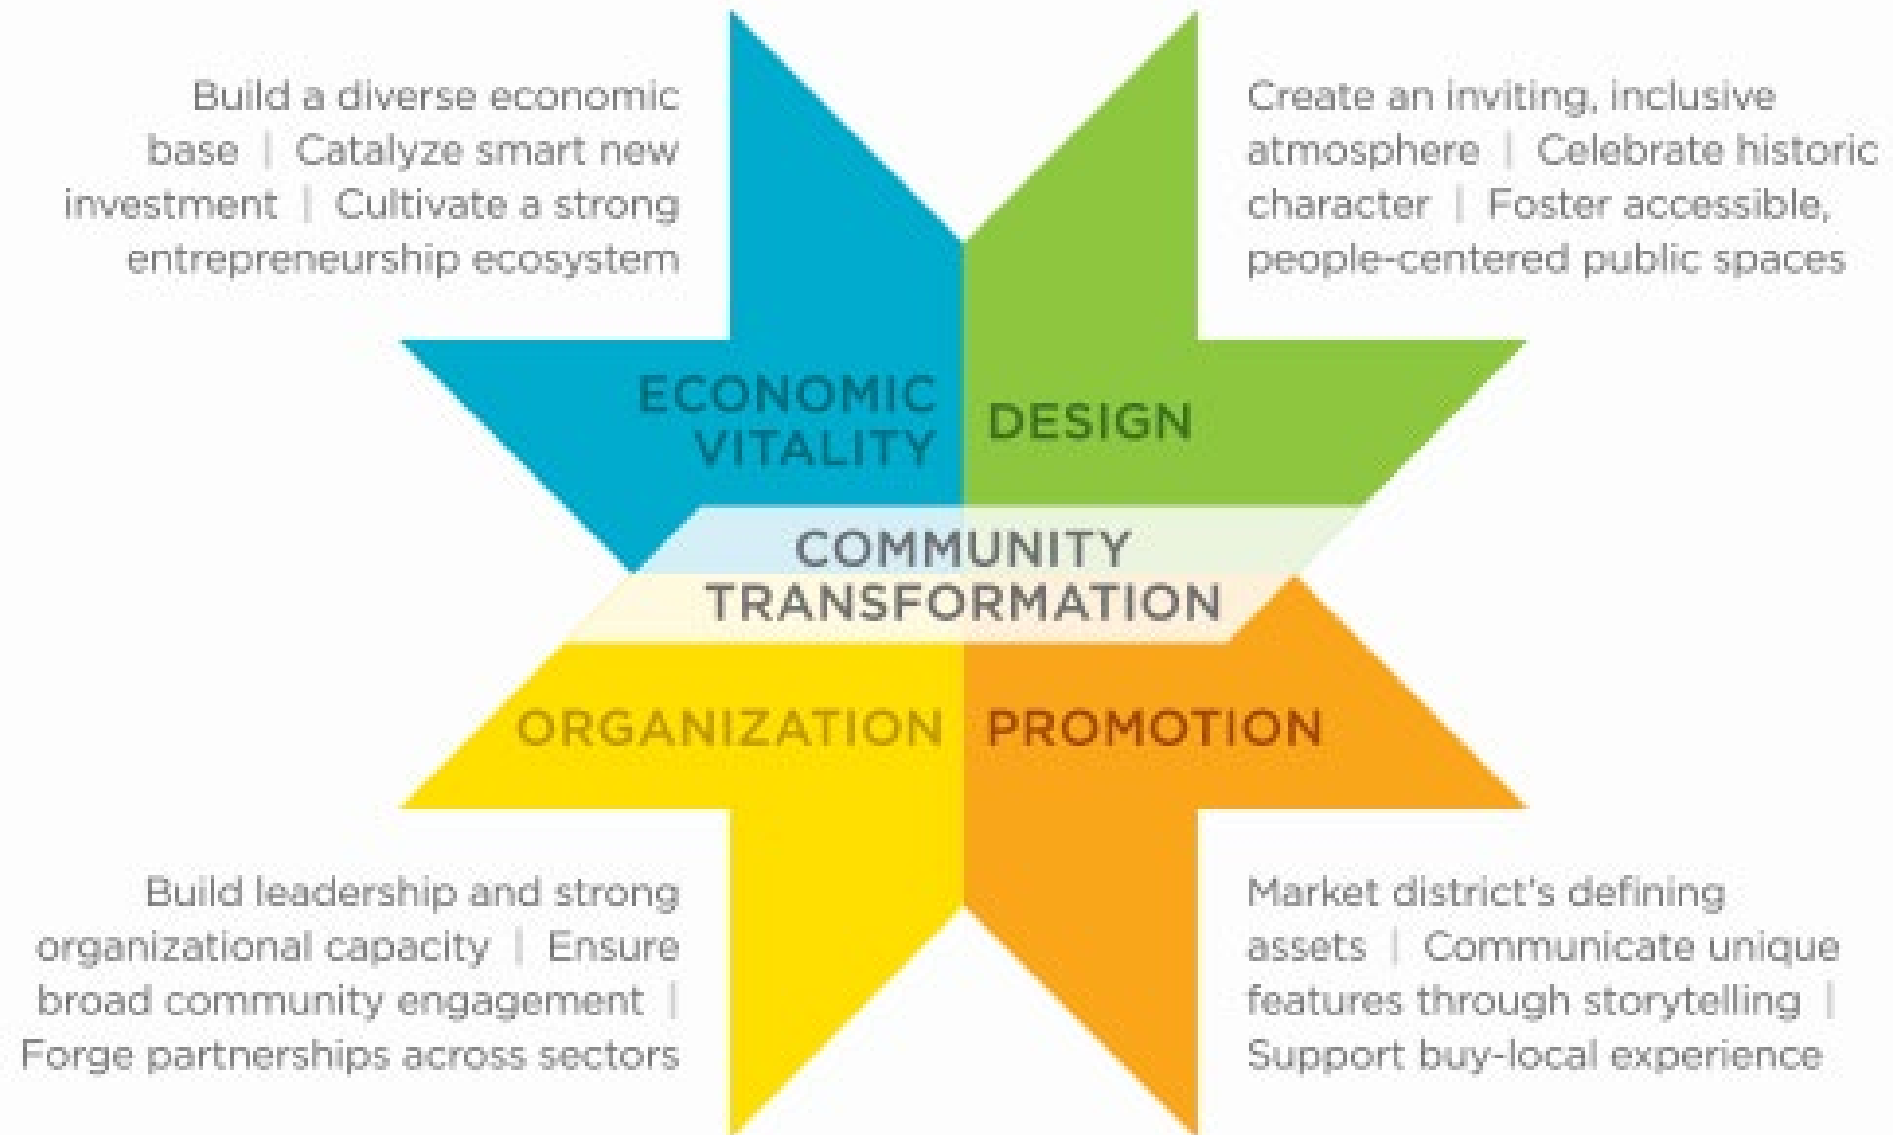 Build a diverse economic
base | Catalyze smart new
investment | Cultivate a strong
entrepreneurship ecosystem
Create an inviting, inclusive
atmosphere | Celebrate historic
character | Foster accessible,
people-centered public spaces
ECONOMIC
VITALITY
DESIGN
COMMUNITY
TRANSFORMATION
ORGANIZATION
PROMOTION
Build leadership and strong
organizational capacity | Ensure
broad community engagement |
Forge partnerships across sectors
Market district's defining
assets | Communicate unique
features through storytelling |
Support buy-local experience